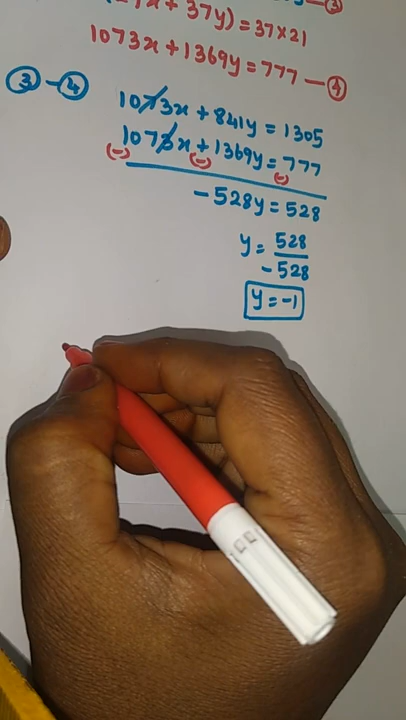 x + 37y) = 37×21
1073x + 1369y = 777 — ④
③ - ④ 1073x + 841y = 1305
1073x + 1369y = 777
(-) (-) (-)
-528y = 528
y = 528
-528
y = -1